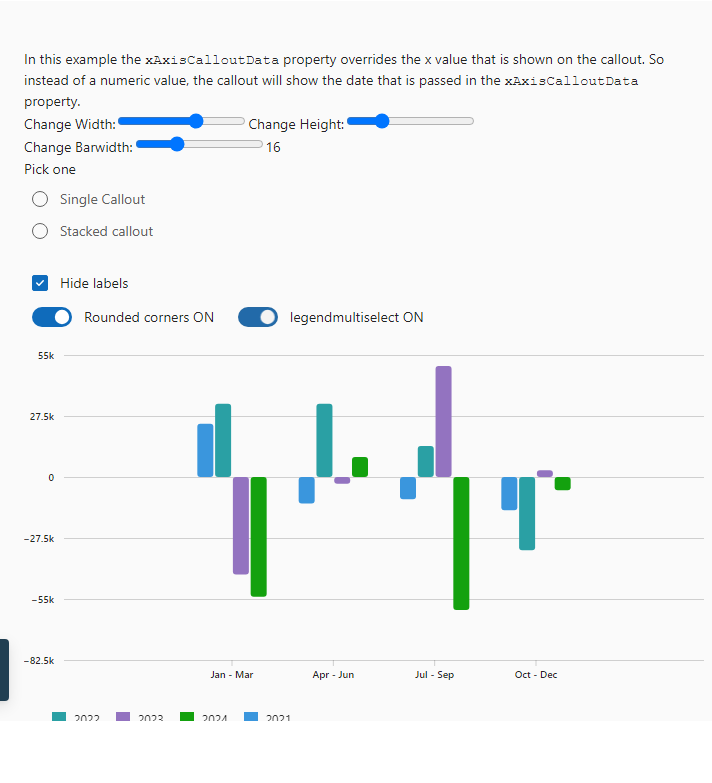 In this example the xAxisCalloutData property overrides the x value that is shown on the callout. So
instead of a numeric value, the callout will show the date that is passed in the xAxisCalloutData
property.
Change Width: Change Height:
Change Barwidth: 16
Pick one
Single Callout
Stacked callout
Hide labels
Rounded corners ON legendmultiselect ON
55k
27.5k
0
−27.5k
−55k
−82.5k
Jan - Mar Apr - Jun Jul - Sep Oct - Dec
2022 2023 2024 2021